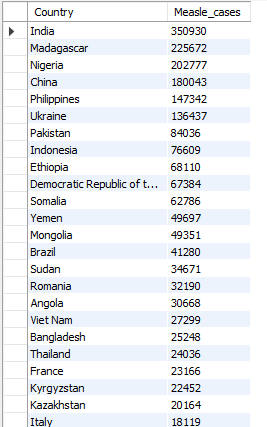 Country Measle_cases
India 350930
Madagascar 225672
Nigeria 202777
China 180043
Philippines 147342
Ukraine 136437
Pakistan 84036
Indonesia 76609
Ethiopia 68110
Democratic Republic of t... 67384
Somalia 62786
Yemen 49697
Mongolia 49351
Brazil 41280
Sudan 34671
Romania 32190
Angola 30668
Viet Nam 27299
Bangladesh 25248
Thailand 24036
France 23166
Kyrgyzstan 22452
Kazakhstan 20164
Italy 18119